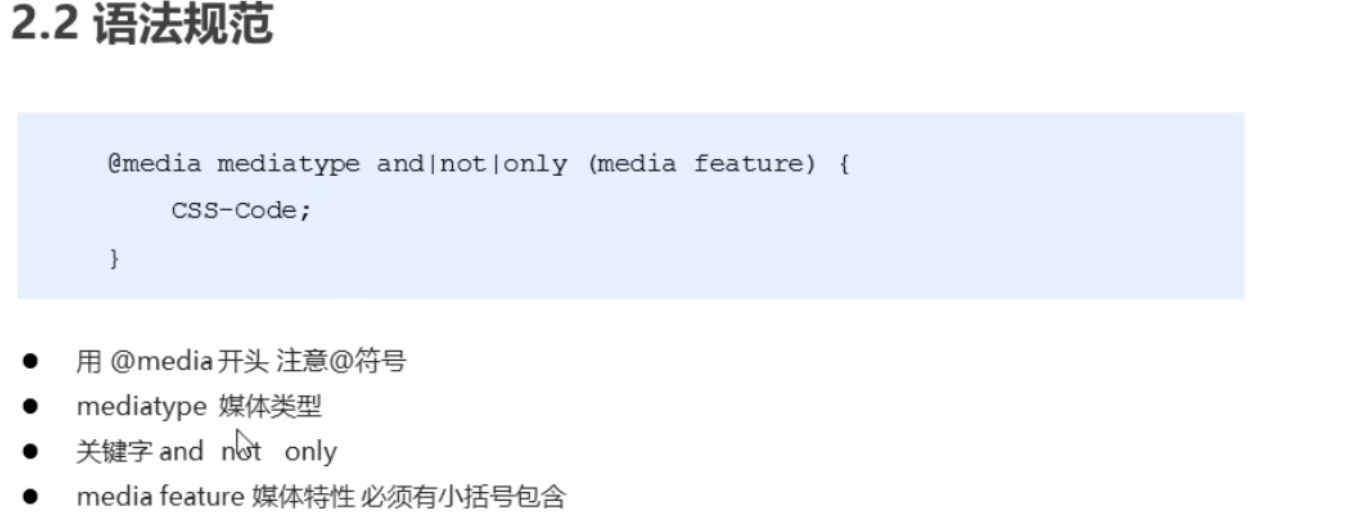 2.2 语法规范
@media mediatype and|not|only (media feature) {
CSS-Code;
}
● 用 @media 开头 注意@符号
● mediatype 媒体类型
● 关键字 and not only
● media feature 媒体特性 必须有小括号包含